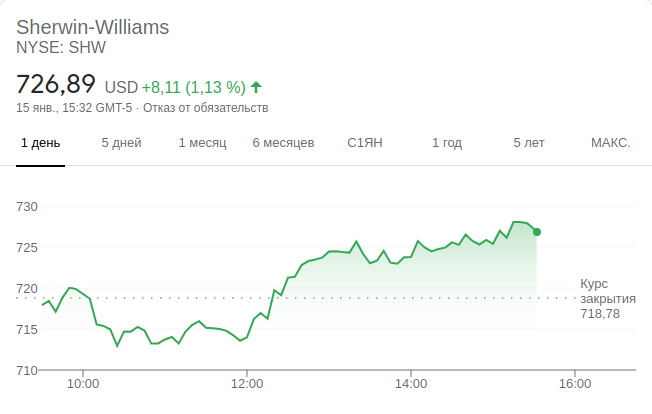 Sherwin-Williams
NYSE: SHW
726,89 USD +8,11 (1,13 %)
15 янв., 15:32 GMT-5 · Отказ от обязательств
1 день 5 дней 1 месяц 6 месяцев С1ЯН 1 год 5 лет МАКС.
730
725
720
Курс
закрытия
718,78
715
710
10:00 12:00 14:00 16:00